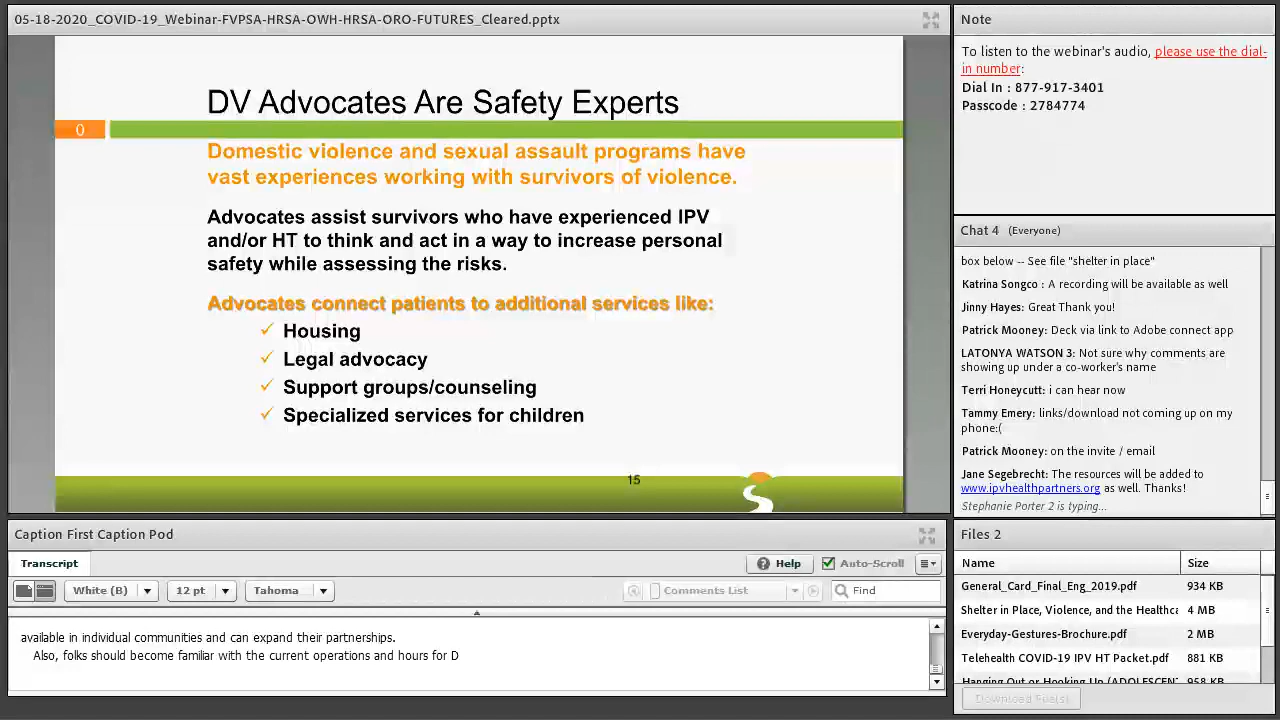 05-18-2020_COVID-19_Webinar-FVPSA-HRSA-OWH-HRSA-ORO-FUTURES_Cleared.pptx
DV Advocates Are Safety Experts
0
Domestic violence and sexual assault programs have
vast experiences working with survivors of violence.
Advocates assist survivors who have experienced IPV
and/or HT to think and act in a way to increase personal
safety while assessing the risks.
Advocates connect patients to additional services like:
✓ Housing
✓ Legal advocacy
✓ Support groups/counseling
✓ Specialized services for children
15
Caption First Caption Pod
Transcript
Help
Auto-Scroll
White (B)
12 pt
Tahoma
Comments List
Find
available in individual communities and can expand their partnerships.
Also, folks should become familiar with the current operations and hours for D
Note
To listen to the webinar's audio, please use the dial-
in number:
Dial In : 877-917-3401
Passcode : 2784774
Chat 4 (Everyone)
box below -- See file "shelter in place"
Katrina Songco : A recording will be available as well
Jinny Hayes: Great Thank you!
Patrick Mooney: Deck via link to Adobe connect app
LATONYA WATSON 3: Not sure why comments are
showing up under a co-worker's name
Terri Honeycutt: i can hear now
Tammy Emery: links/download not coming up on my
phone:(
Patrick Mooney: on the invite / email
Jane Segebrecht: The resources will be added to
www.ipvhealthpartners.org as well. Thanks!
Stephanie Porter 2 is typing...
Files 2
Name Size
General_Card_Final_Eng_2019.pdf 934 KB
Shelter in Place, Violence, and the Healthca 4 MB
Everyday-Gestures-Brochure.pdf 2 MB
Telehealth COVID-19 IPV HT Packet.pdf 881 KB
Hanging Out or Hooking Up (ADOLESCEN 958 KB
Download File(s)